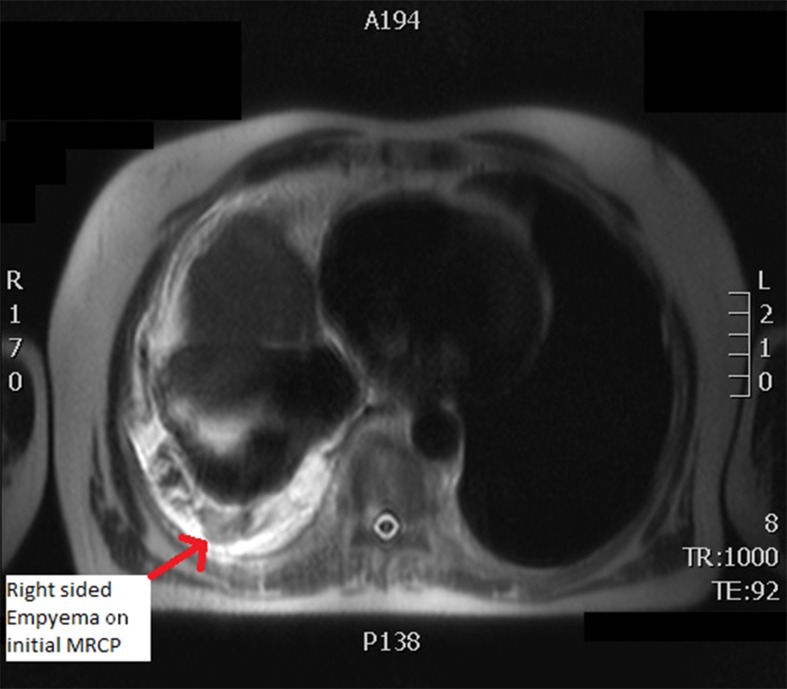 A194
R
1
7
0
L
2
1
0
8
TR:1000
TE:92
Right sided
Empyema on
initial MRCP
P138